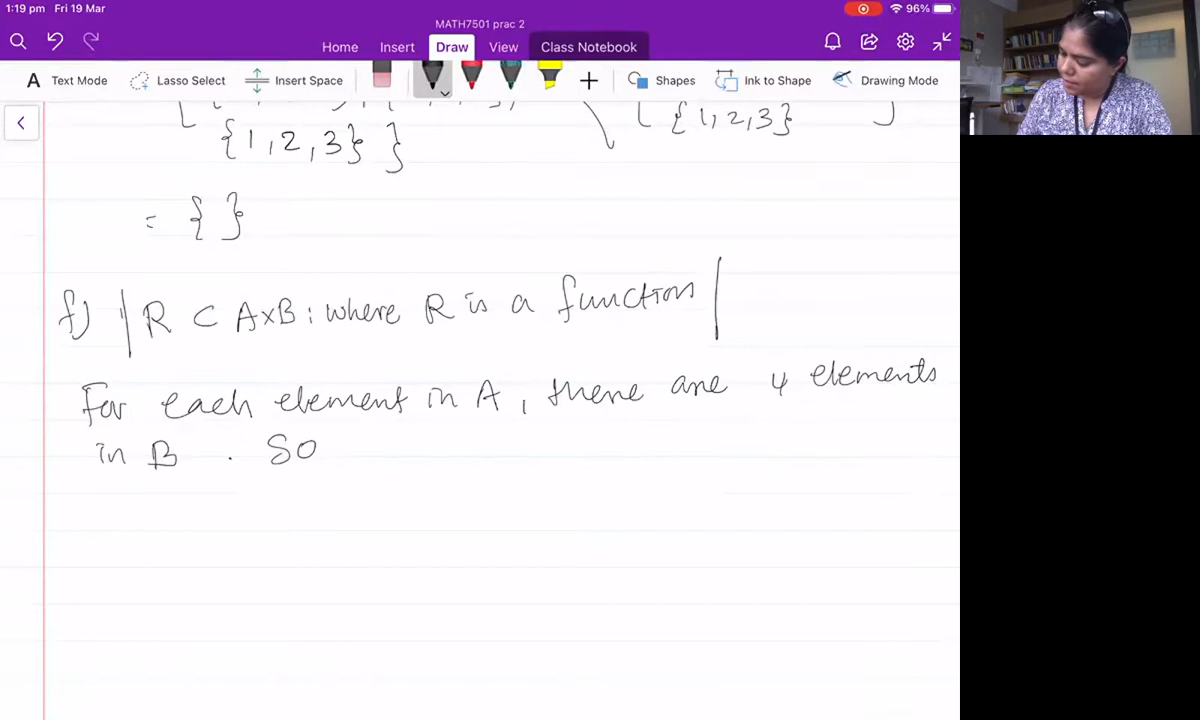 1:19 pm Fri 19 Mar
96%
MATH7501 prac 2
Home Insert Draw View Class Notebook
A Text Mode Lasso Select Insert Space Shapes Ink to Shape Drawing Mode
{1,2,3} } {1,2,3}
= { }
f) | R ⊂ A×B : where R is a function |
For each element in A, there are 4 elements
in B . So